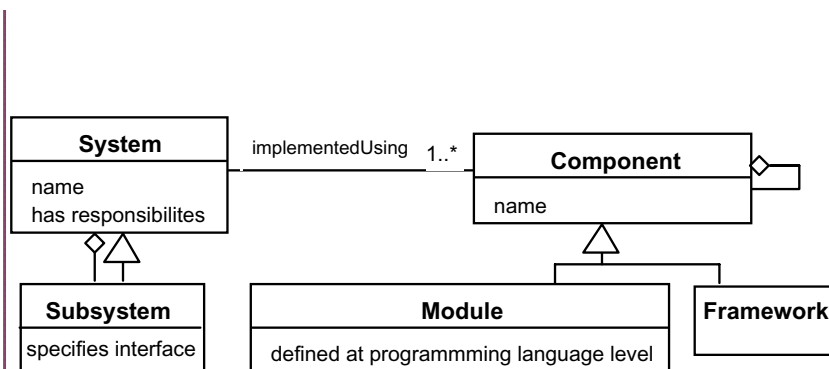 System
name
has responsibilites
implementedUsing 1..*
Component
name
Subsystem
specifies interface
Module
defined at programmming language level
Framework